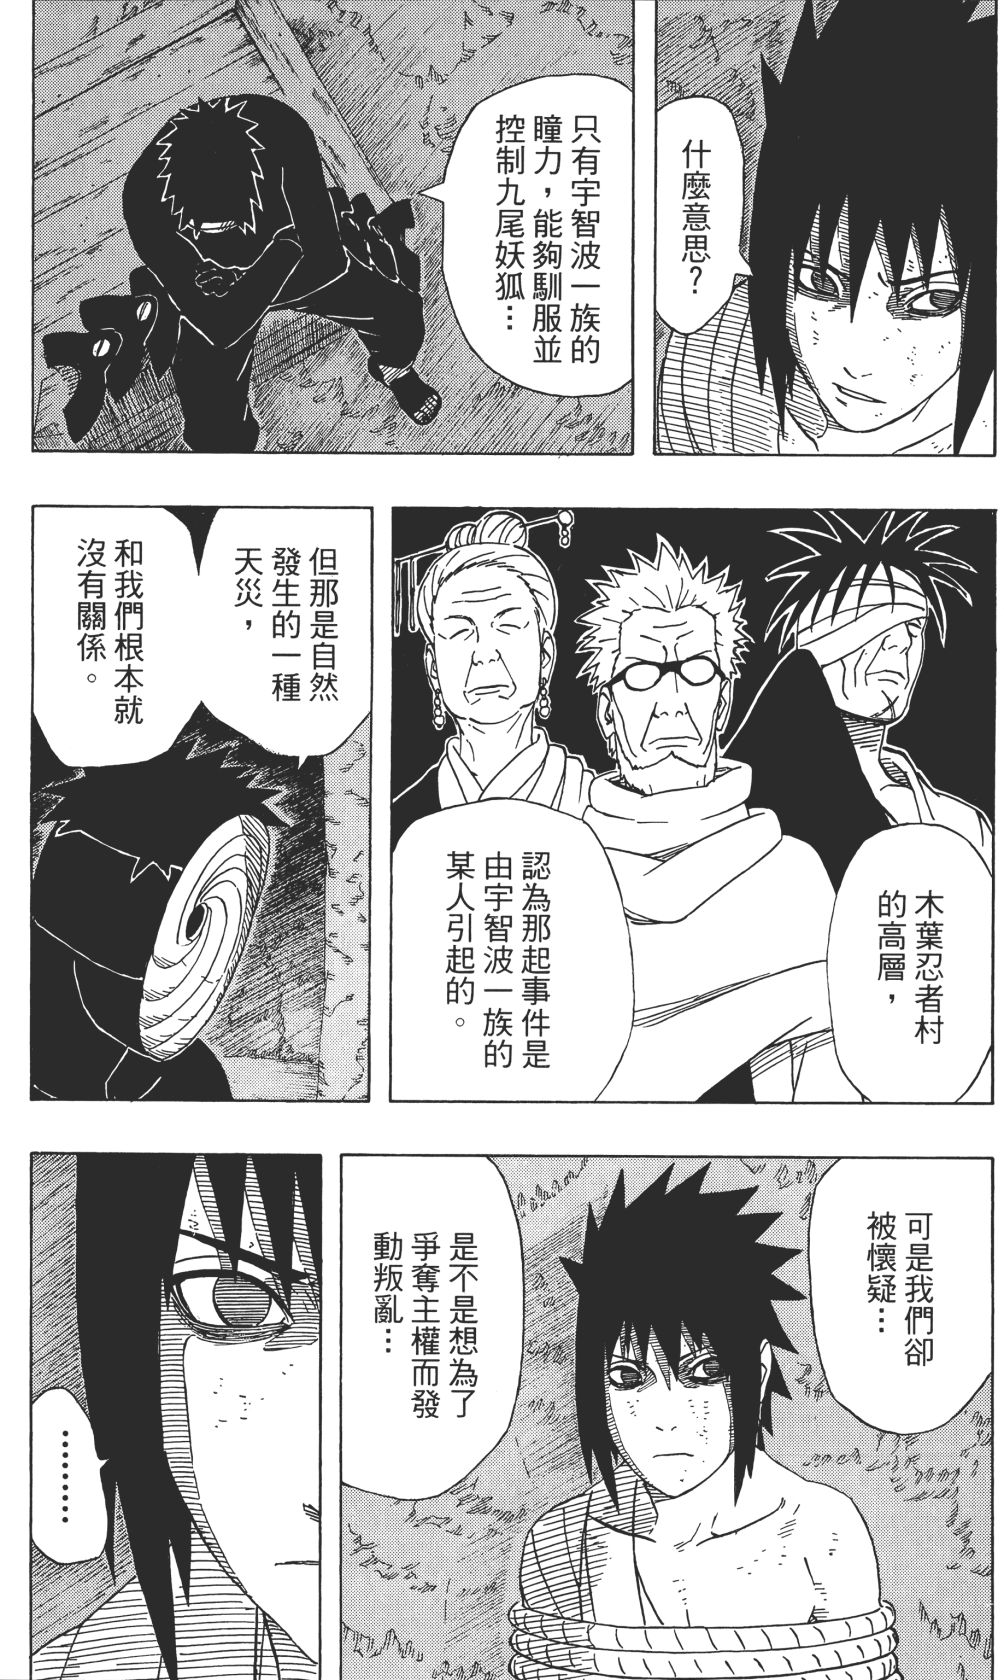 什麼意思？
只有宇智波一族的
瞳力，能夠馴服並
控制九尾妖狐…
木葉忍者村
的高層，
認為那起事件是
由宇智波一族的
某人引起的。
但那是自然
發生的一種
天災，
和我們根本就
沒有關係。
可是我們卻
被懷疑…
是不是想為了
爭奪主權而發
動叛亂…
………